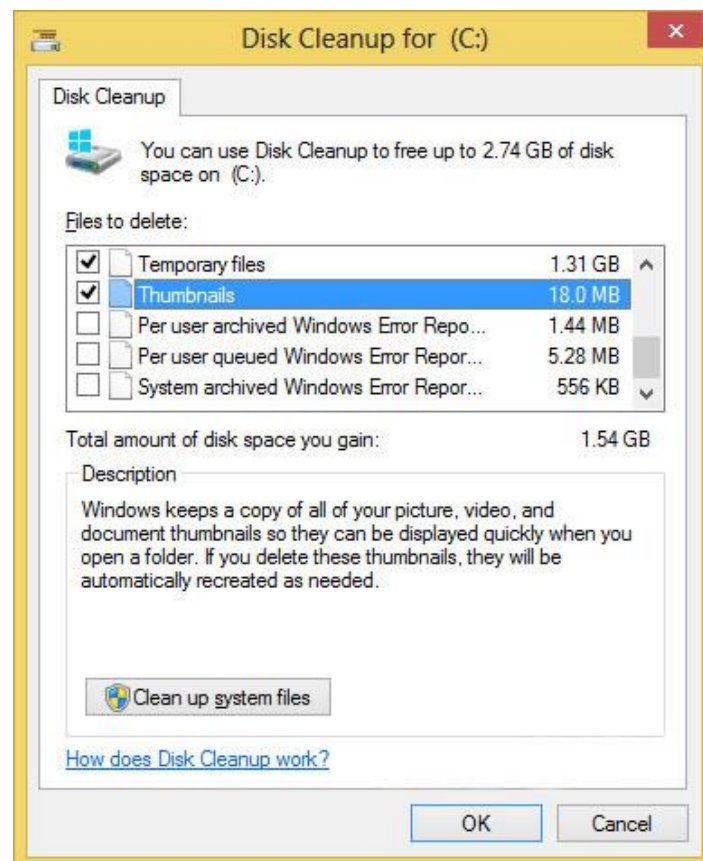 Disk Cleanup for (C:)
Disk Cleanup
You can use Disk Cleanup to free up to 2.74 GB of disk
space on (C:).
Files to delete:
Temporary files 1.31 GB
Thumbnails 18.0 MB
Per user archived Windows Error Repo... 1.44 MB
Per user queued Windows Error Repor... 5.28 MB
System archived Windows Error Repor... 556 KB
Total amount of disk space you gain: 1.54 GB
Description
Windows keeps a copy of all of your picture, video, and
document thumbnails so they can be displayed quickly when you
open a folder. If you delete these thumbnails, they will be
automatically recreated as needed.
Clean up system files
How does Disk Cleanup work?
OK Cancel